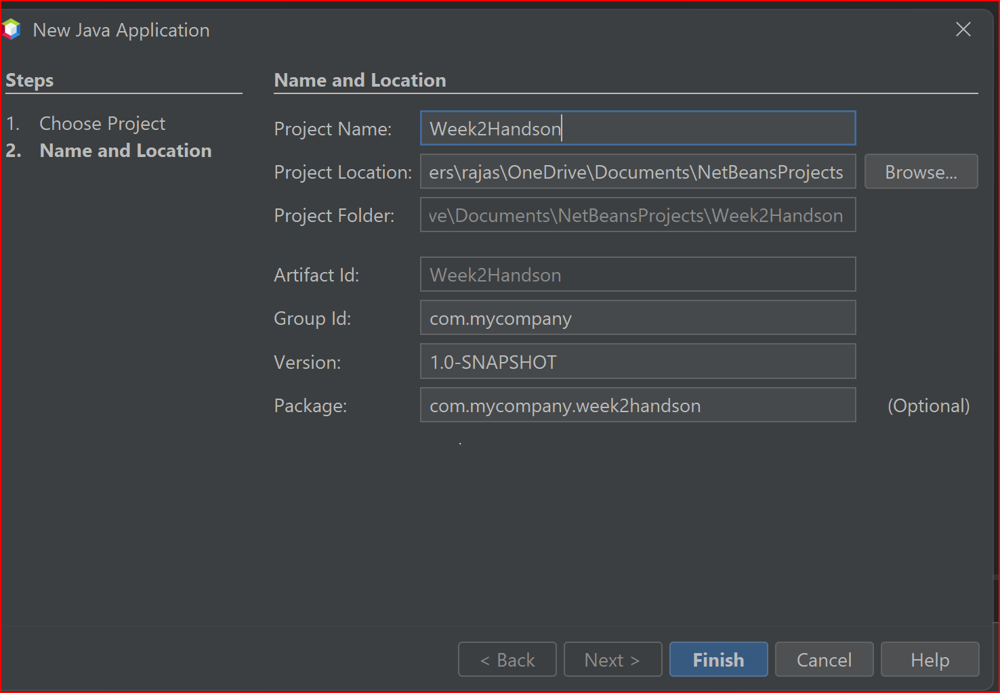 New Java Application
Steps
1. Choose Project
2. Name and Location
Name and Location
Project Name: Week2Handson
Project Location: ers\rajas\OneDrive\Documents\NetBeansProjects Browse...
Project Folder: ve\Documents\NetBeansProjects\Week2Handson
Artifact Id: Week2Handson
Group Id: com.mycompany
Version: 1.0-SNAPSHOT
Package: com.mycompany.week2handson (Optional)
< Back Next > Finish Cancel Help